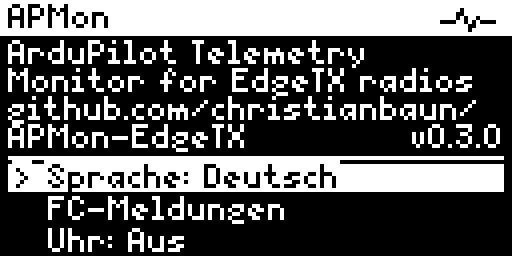 APMon
ArduPilot Telemetry
Monitor for EdgeTX radios
github.com/christianbaun/
APMon-EdgeTX v0.3.0
> Sprache: Deutsch
FC-Meldungen
Uhr: Aus